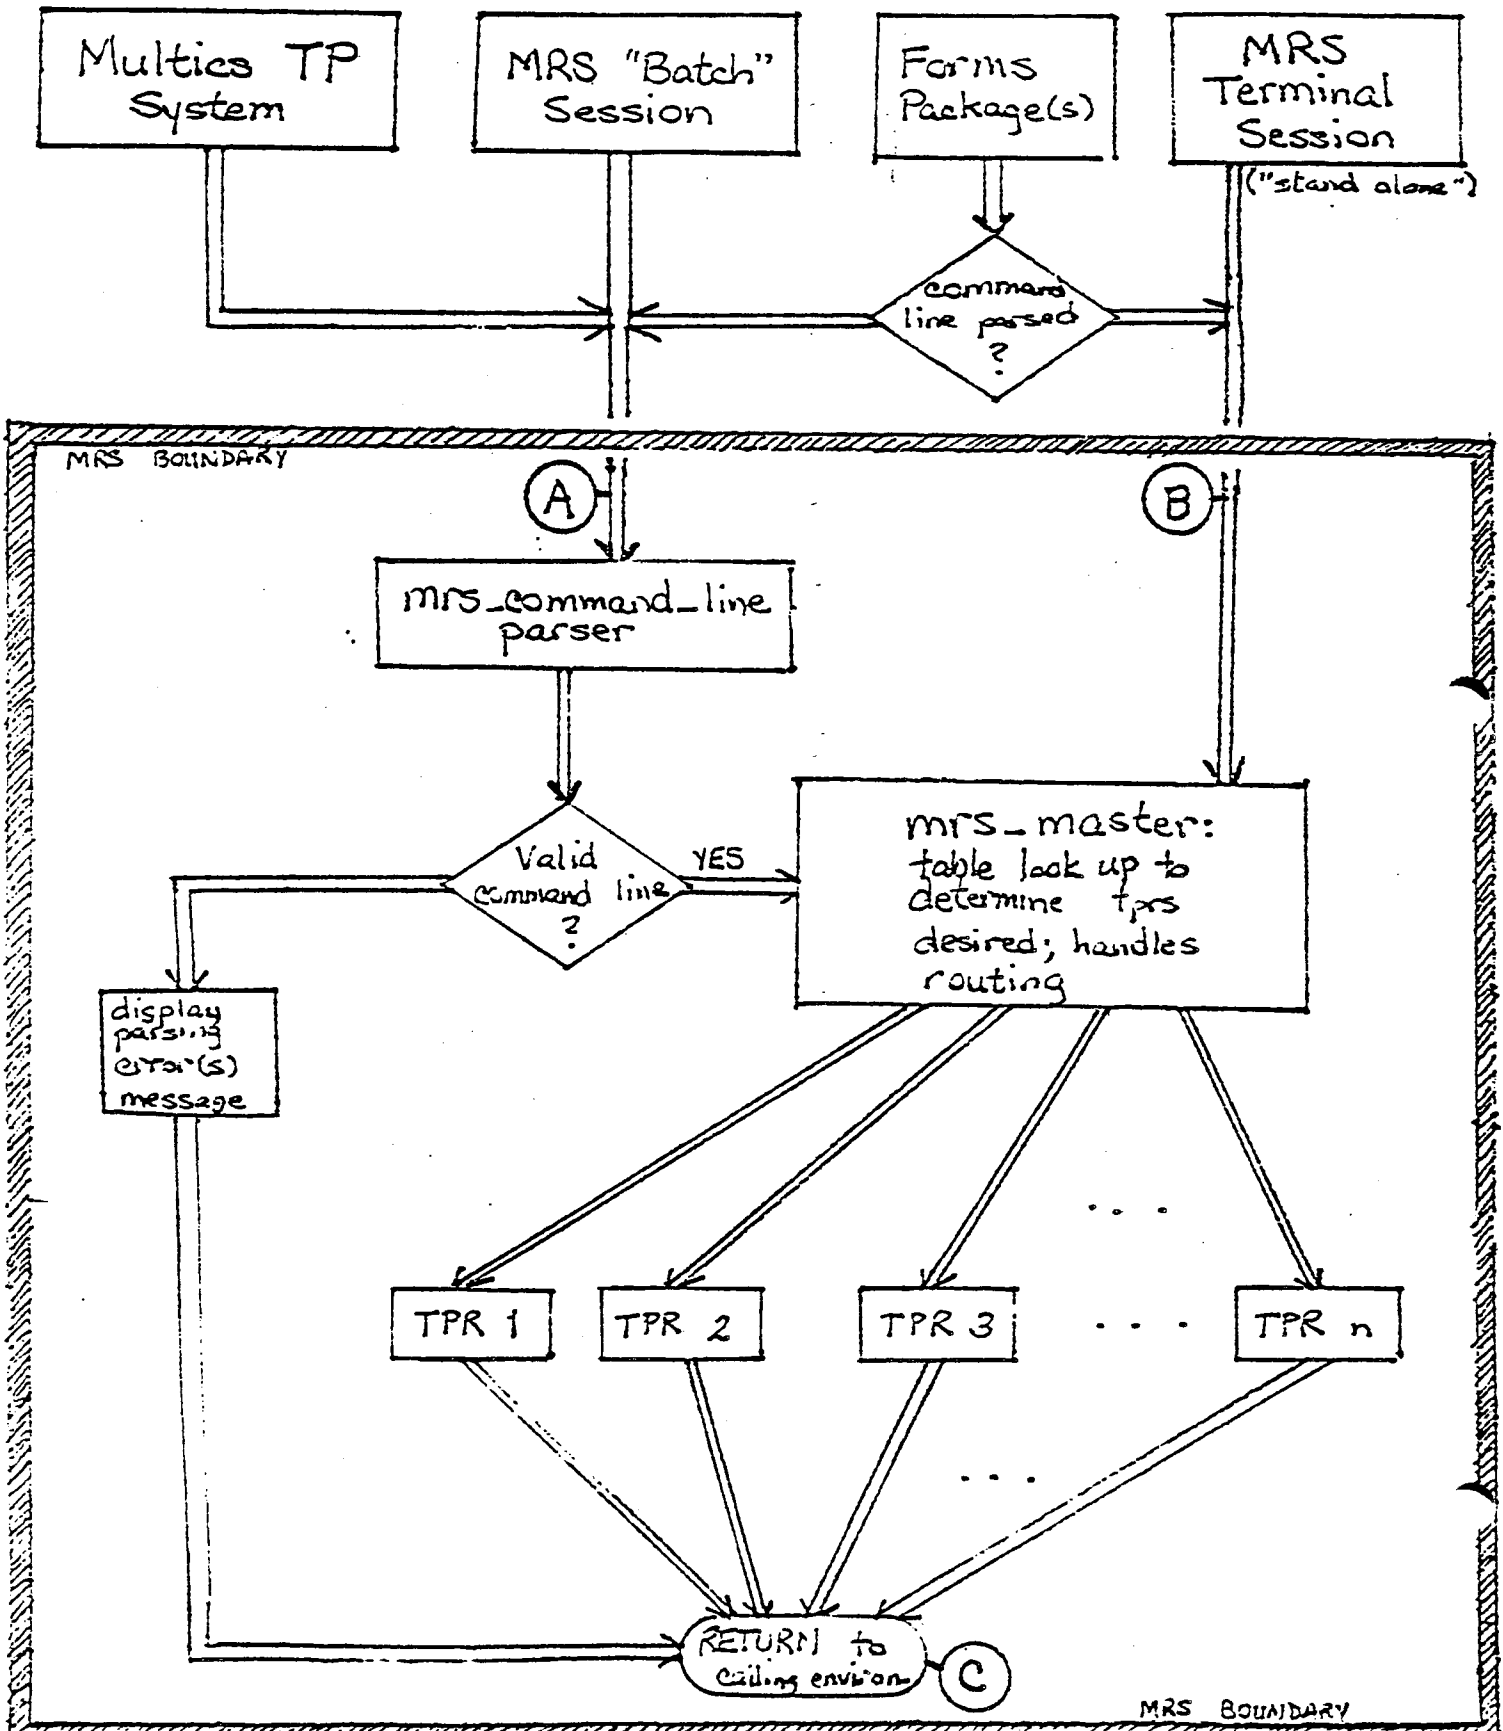 Multics TP
System
MRS "Batch"
Session
Forms
Package(s)
MRS
Terminal
Session
("stand alone")
command
line parsed
?
MRS BOUNDARY
A
B
mrs_command_line
parser
Valid
command line
?
YES
mrs_master:
table look up to
determine tprs
desired; handles
routing
display
parsing
error(s)
message
. . .
TPR 1
TPR 2
TPR 3
. . .
TPR n
. . .
RETURN to
calling environ
C
MRS BOUNDARY